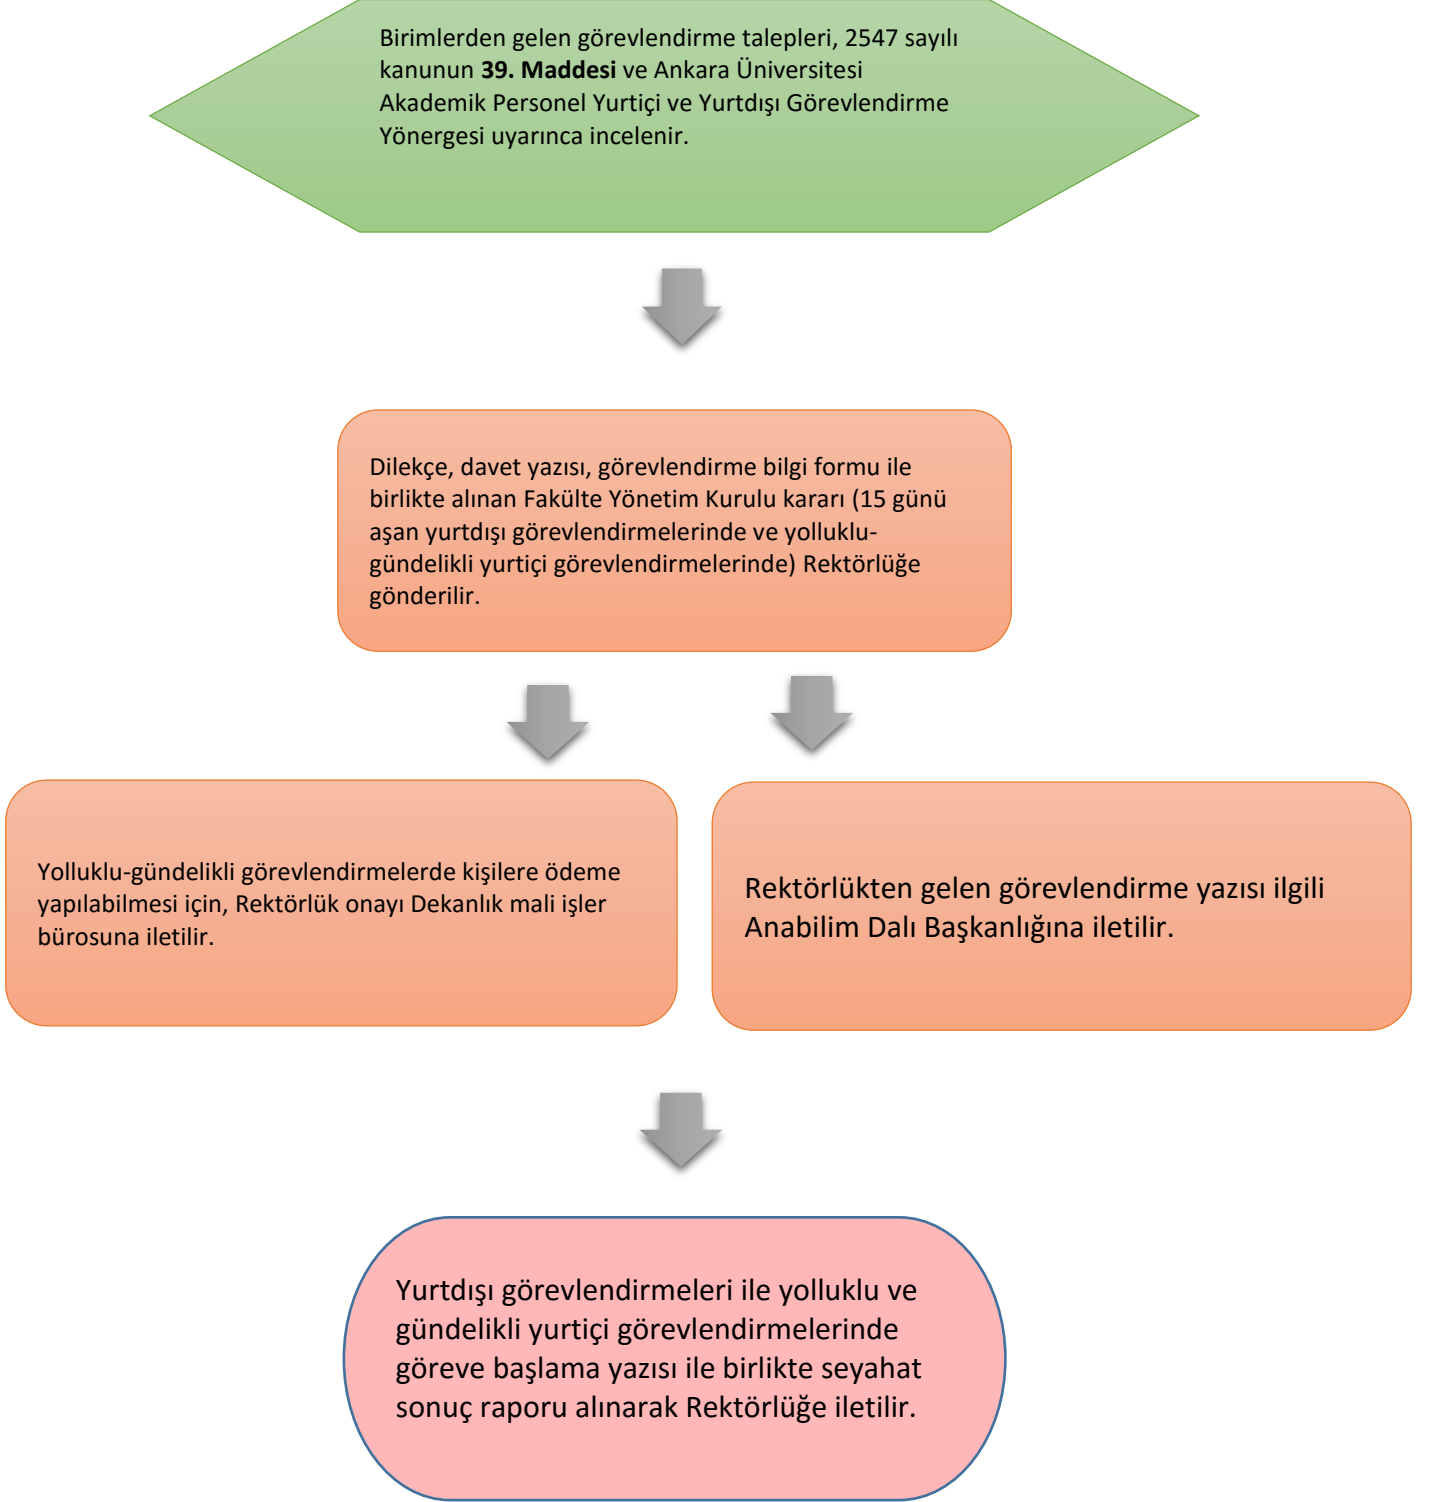 Birimlerden gelen görevlendirme talepleri, 2547 sayılı
kanunun 39. Maddesi ve Ankara Üniversitesi
Akademik Personel Yurtiçi ve Yurtdışı Görevlendirme
Yönergesi uyarınca incelenir.
Dilekçe, davet yazısı, görevlendirme bilgi formu ile
birlikte alınan Fakülte Yönetim Kurulu kararı (15 günü
aşan yurtdışı görevlendirmelerinde ve yolluklu-
gündelikli yurtiçi görevlendirmelerinde) Rektörlüğe
gönderilir.
Yolluklu-gündelikli görevlendirmelerde kişilere ödeme
yapılabilmesi için, Rektörlük onayı Dekanlık mali işler
bürosuna iletilir.
Rektörlükten gelen görevlendirme yazısı ilgili
Anabilim Dalı Başkanlığına iletilir.
Yurtdışı görevlendirmeleri ile yolluklu ve
gündelikli yurtiçi görevlendirmelerinde
göreve başlama yazısı ile birlikte seyahat
sonuç raporu alınarak Rektörlüğe iletilir.